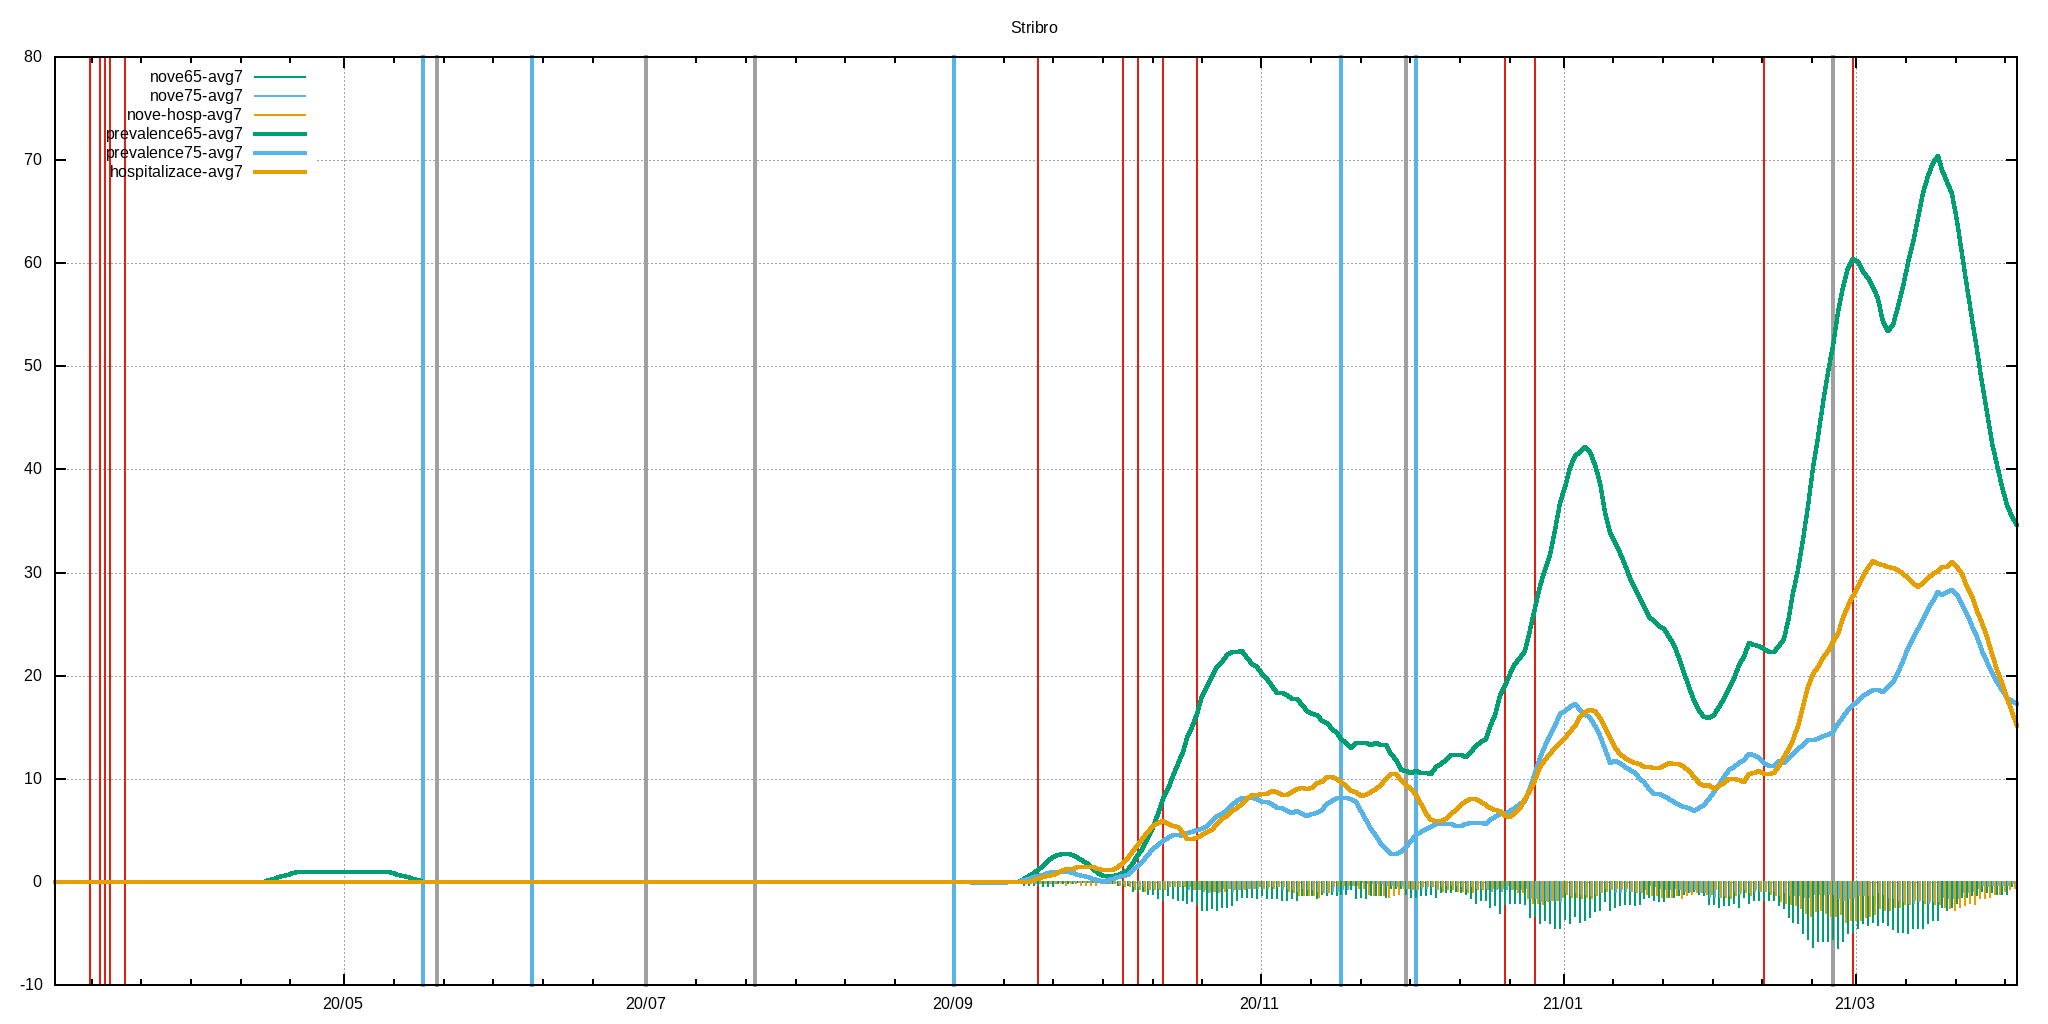 Stribro
80
70
60
50
40
30
20
10
0
-10
nove65-avg7
nove75-avg7
nove-hosp-avg7
prevalence65-avg7
prevalence75-avg7
hospitalizace-avg7
20/05
20/07
20/09
20/11
21/01
21/03